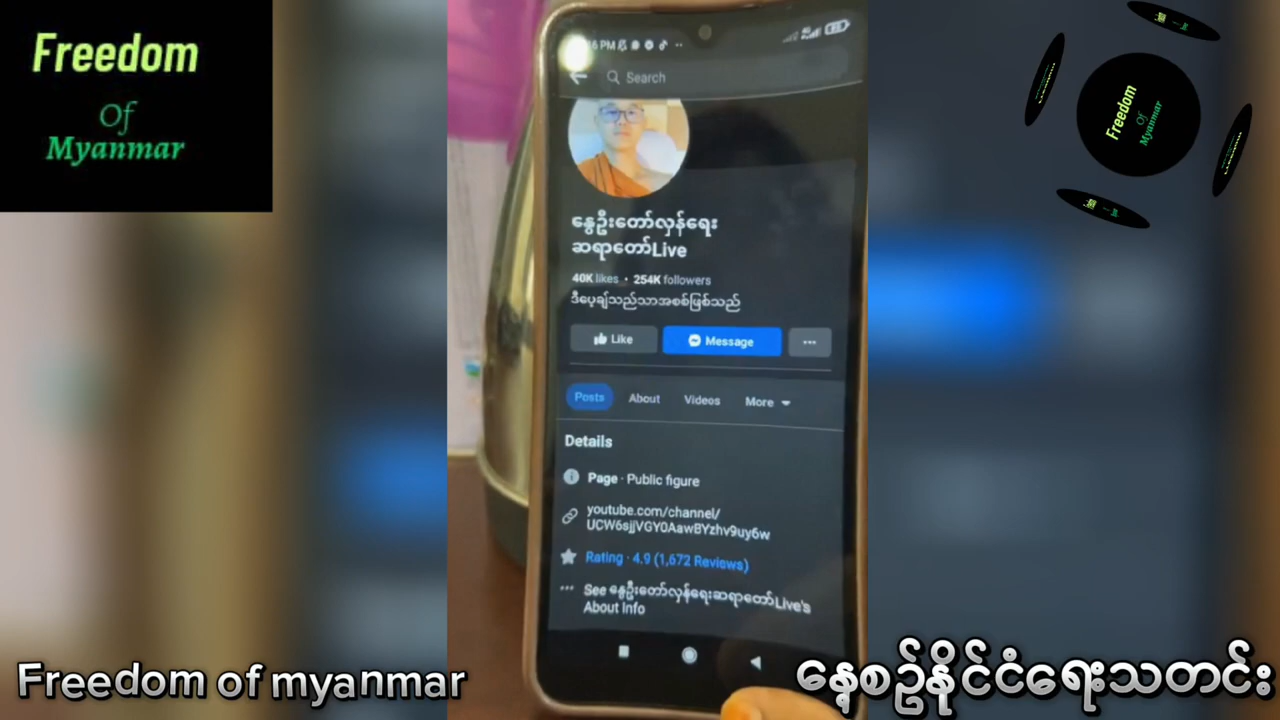 Freedom
Of
Myanmar
Freedom
Of
Myanmar
Search
နွေဦးတော်လှန်ရေး
ဆရာတော်Live
40K likes · 254K followers
ဒီပေ့ချ်သည်သာအစစ်ဖြစ်သည်
Like
Message
Posts
About
Videos
More
Details
Page · Public figure
youtube.com/channel/
UCW6sjjVGY0AawBYzhv9uy6w
Rating · 4.9 (1,672 Reviews)
See နွေဦးတော်လှန်ရေးဆရာတော်Live's
About Info
Freedom of myanmar
နေ့စဥ်နိုင်ငံရေးသတင်း